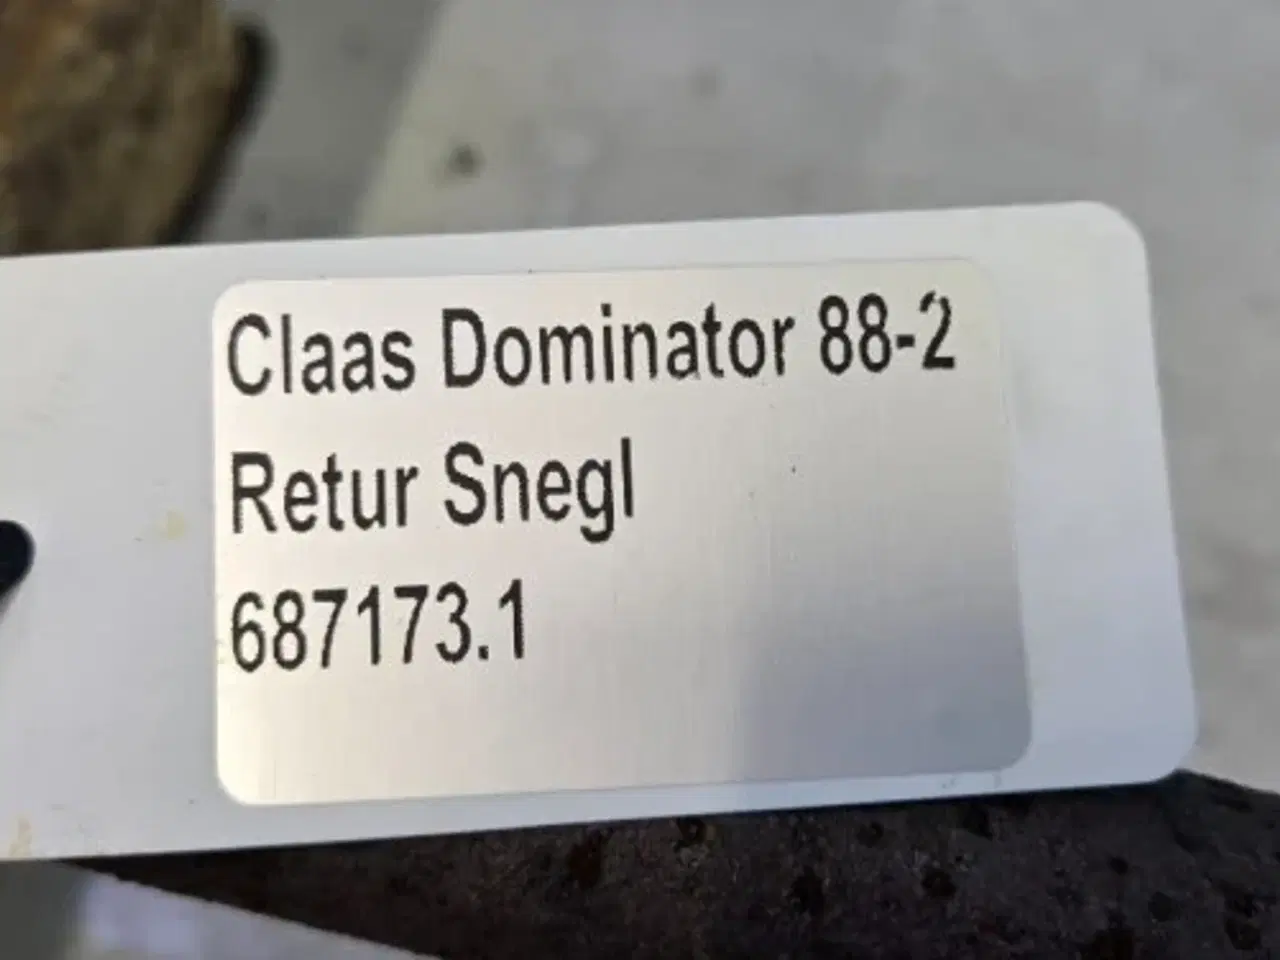 Claas Dominator 88-2
Retur Snegl
687173.1